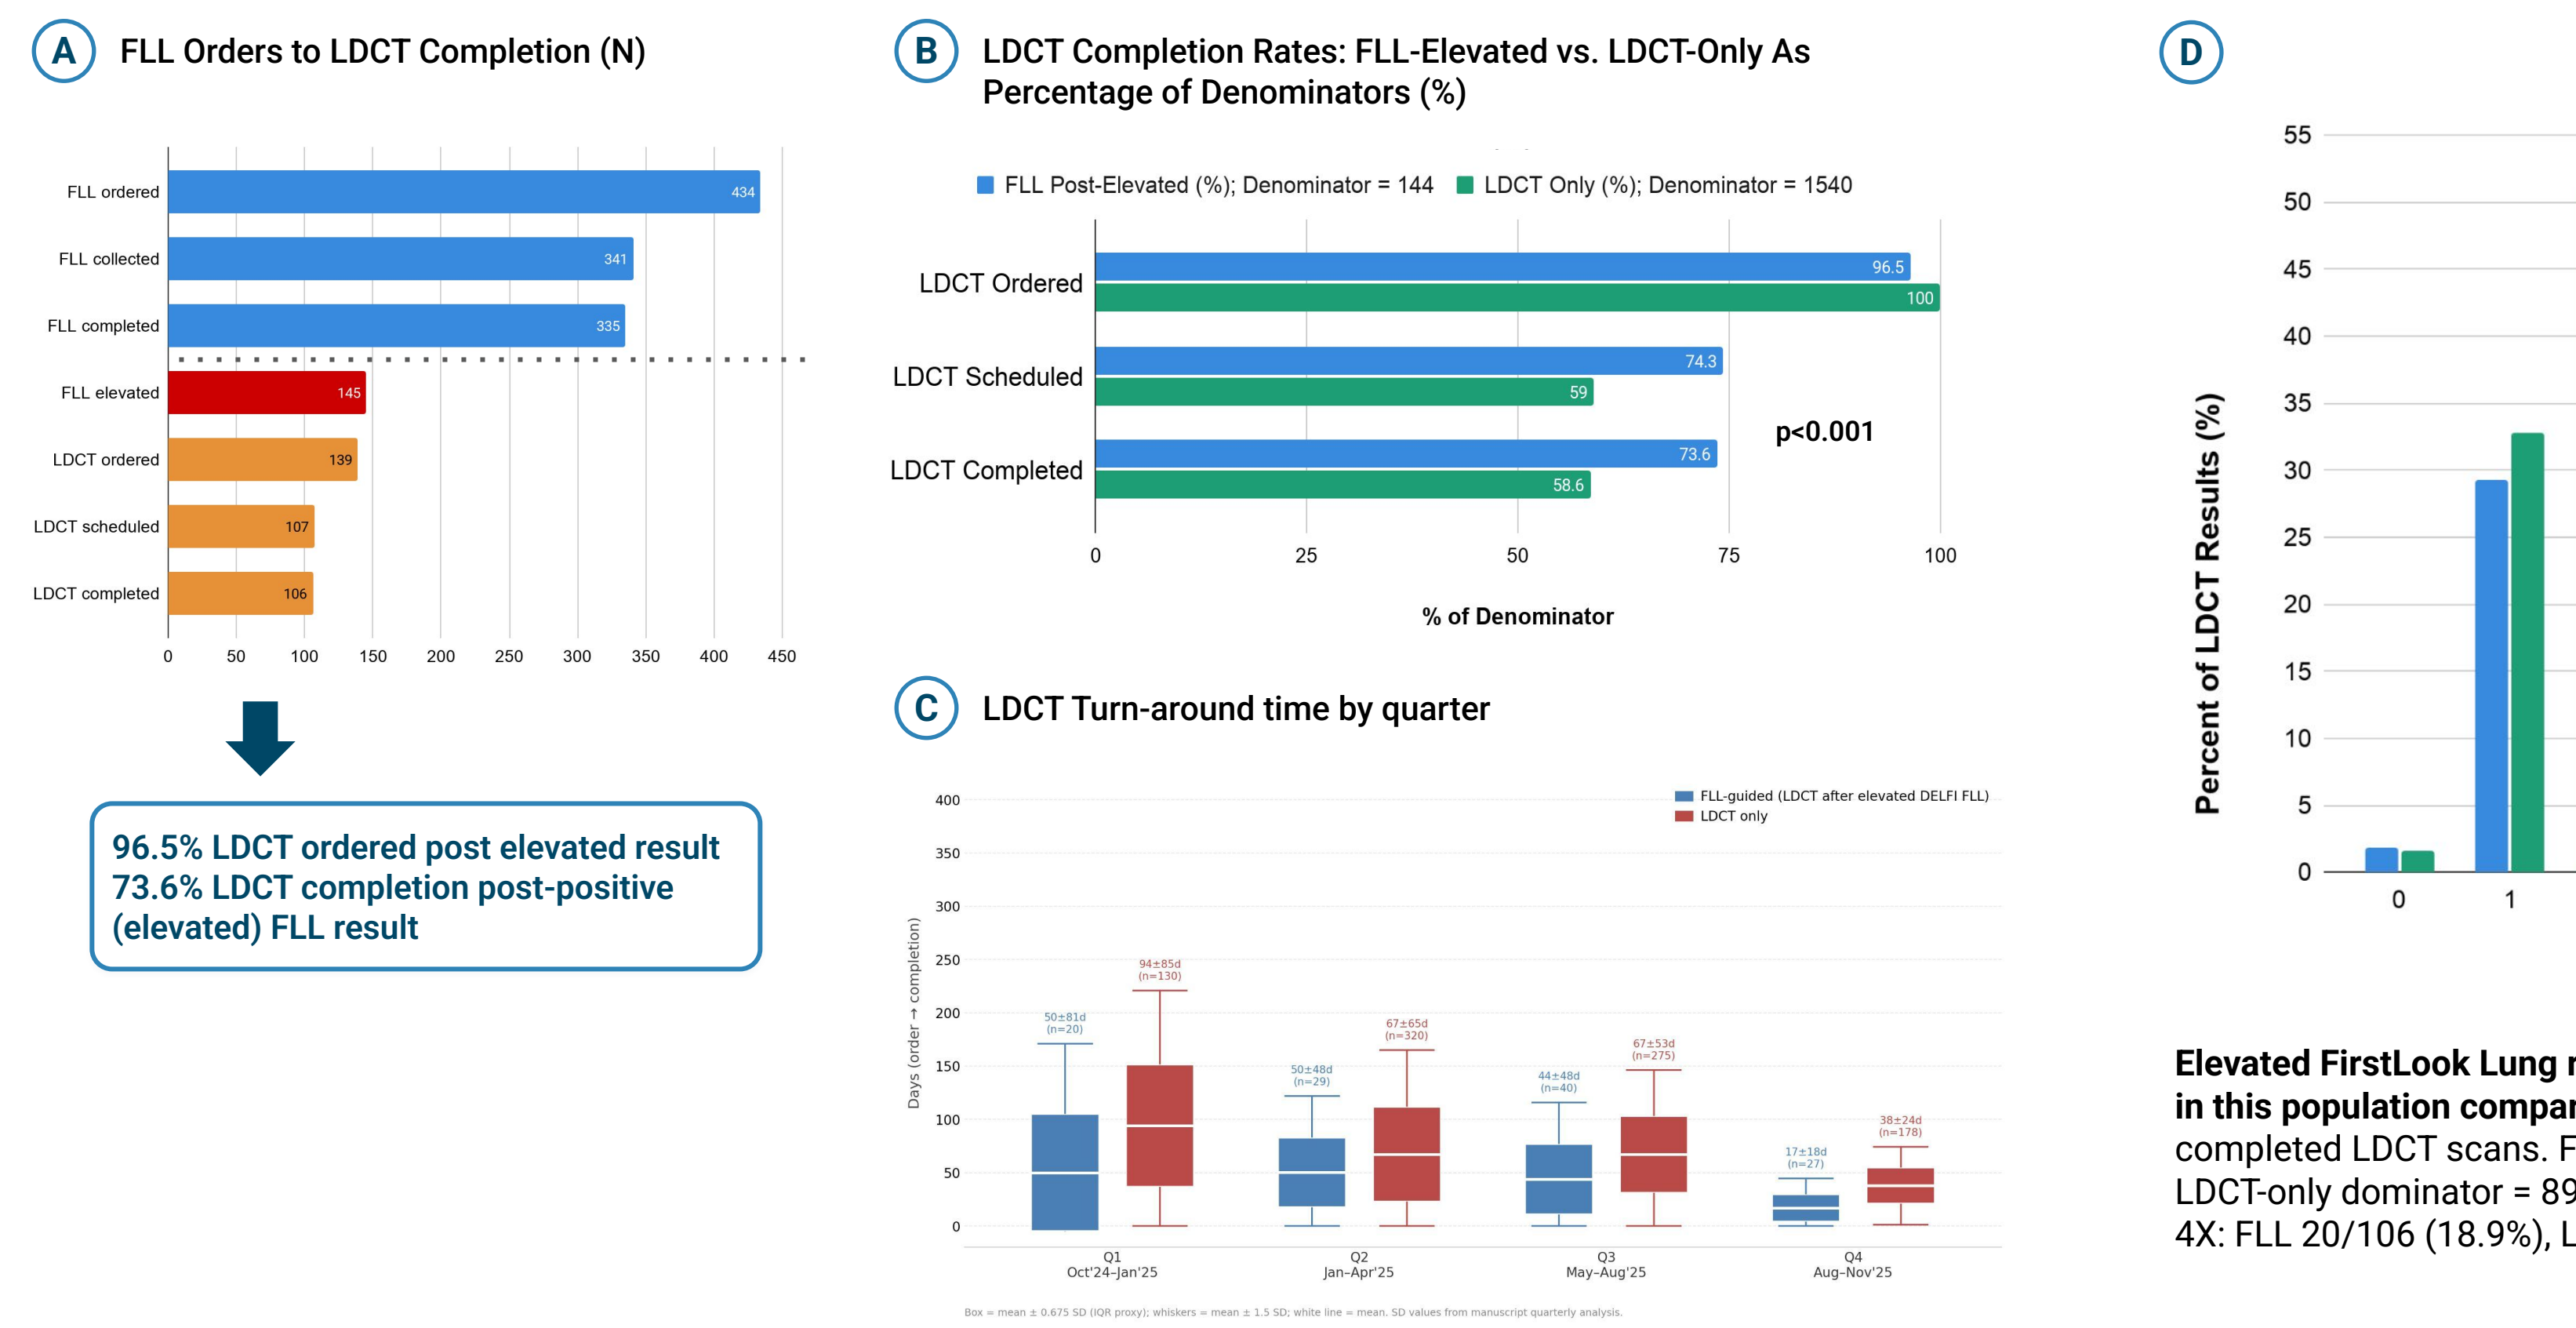 A
FLL Orders to LDCT Completion (N)
FLL ordered
434
FLL collected
341
FLL completed
335
FLL elevated
145
LDCT ordered
139
LDCT scheduled
107
LDCT completed
106
0 50 100 150 200 250 300 350 400 450
96.5% LDCT ordered post elevated result
73.6% LDCT completion post-positive
(elevated) FLL result
B
LDCT Completion Rates: FLL-Elevated vs. LDCT-Only As
Percentage of Denominators (%)
FLL Post-Elevated (%); Denominator = 144
LDCT Only (%); Denominator = 1540
LDCT Ordered
96.5
100
LDCT Scheduled
74.3
59
LDCT Completed
73.6
58.6
p<0.001
0 25 50 75 100
% of Denominator
C
LDCT Turn-around time by quarter
FLL-guided (LDCT after elevated DELFI FLL)
LDCT only
Days (order → completion)
400
350
300
250
200
150
100
50
0
50±81d
(n=20)
94±85d
(n=130)
50±48d
(n=29)
67±65d
(n=320)
44±48d
(n=40)
67±53d
(n=275)
17±18d
(n=27)
38±24d
(n=178)
Q1
Oct'24–Jan'25
Q2
Jan–Apr'25
Q3
May–Aug'25
Q4
Aug–Nov'25
Box = mean ± 0.675 SD (IQR proxy); whiskers = mean ± 1.5 SD; white line = mean. SD values from manuscript quarterly analysis.
D
Percent of LDCT Results (%)
55
50
45
40
35
30
25
20
15
10
5
0
0 1
Elevated FirstLook Lung
in this population
completed LDCT scans.
LDCT-only dominator = 89
4X: FLL 20/106 (18.9%),